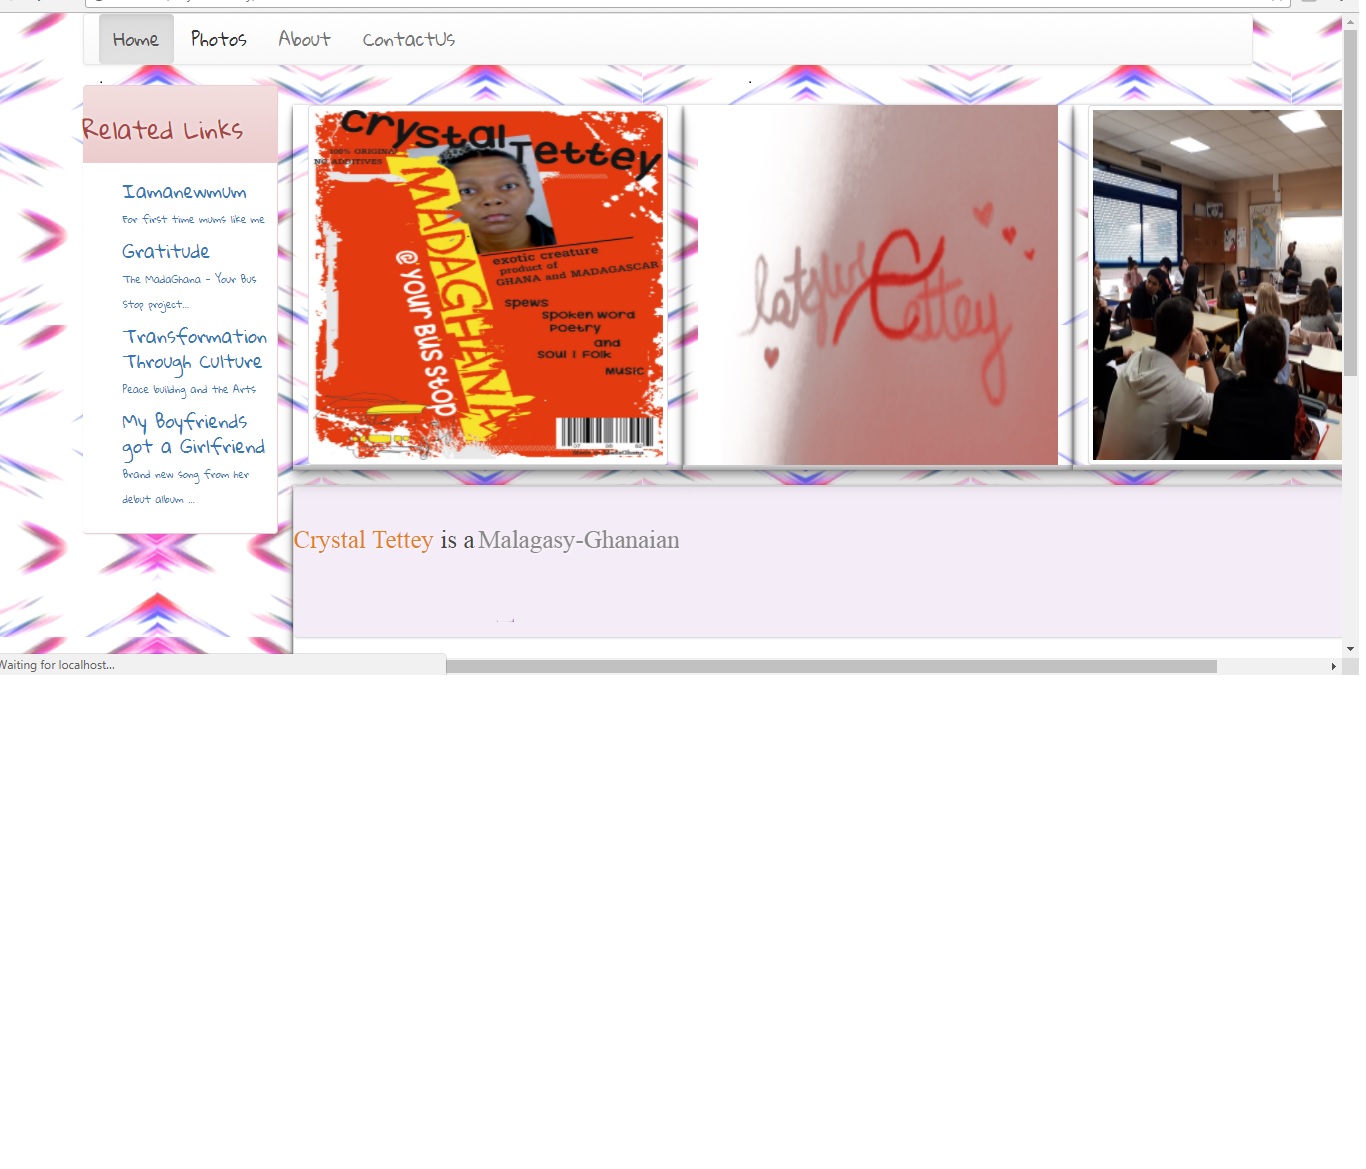 Home Photos About ContactUs
Related Links
Iamanewmum
For first time mums like me
Gratitude
The MadaGhana - Your Bus
Stop project...
Transformation
Through Culture
Peace building and the Arts
My Boyfriends
got a Girlfriend
Brand new song from her
debut album ...
Crystal Tettey
100% ORIGINAL
NO ADDITIVES
MADAGHANA
@ Your Bus Stop
exotic creature
product of
GHANA and MADAGASCAR
spews
spoken word
Poetry
and
Soul I Folk
Music
07 06 82
Crystal Tettey is a Malagasy-Ghanaian
Waiting for localhost...